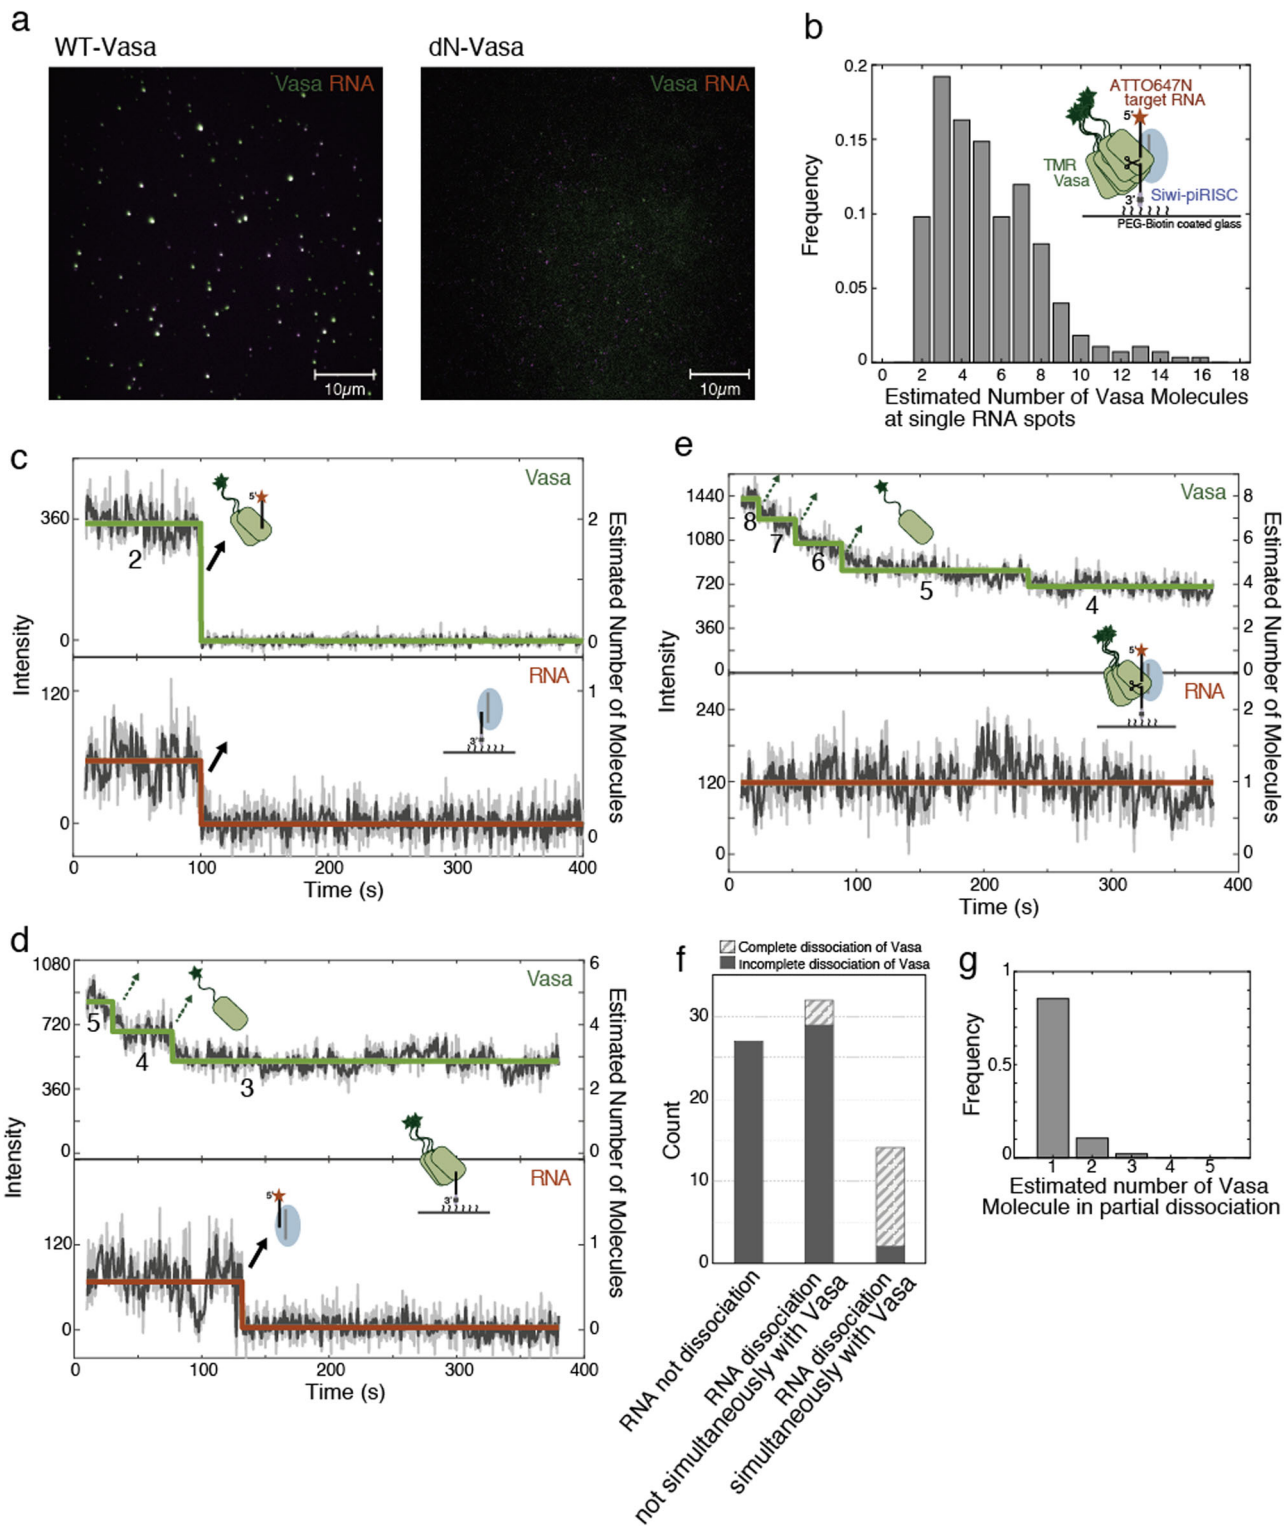 a
WT-Vasa
dN-Vasa
Vasa RNA
Vasa RNA
10μm
10μm
b
0.2
0.15
0.1
0.05
0
Frequency
ATTO647N
target RNA
5'
TMR
Vasa
Siwi-piRISC
3'
PEG-Biotin coated glass
0 2 4 6 8 10 12 14 16 18
Estimated Number of Vasa Molecules
at single RNA spots
c
Vasa
360
0
2
0
2
5'
Intensity
Estimated Number of Molecules
RNA
120
0
1
0
3'
0 100 200 300 400
Time (s)
e
Vasa
1440
1080
720
360
0
8
6
4
2
0
8
7
6
5
4
Intensity
Estimated Number of Molecules
5'
3'
RNA
240
120
0
2
1
0
0 100 200 300 400
Time (s)
d
Vasa
1080
720
360
0
6
4
2
0
5
4
3
Intensity
Estimated Number of Molecules
RNA
5'
3'
120
0
1
0
0 100 200 300 400
Time (s)
f
Complete dissociation of Vasa
Incomplete dissociation of Vasa
30
20
10
0
Count
RNA not dissociation
RNA dissociation
not simultaneously with Vasa
RNA dissociation
simultaneously with Vasa
g
1
0.5
0
Frequency
1 2 3 4 5
Estimated number of Vasa
Molecule in partial dissociation